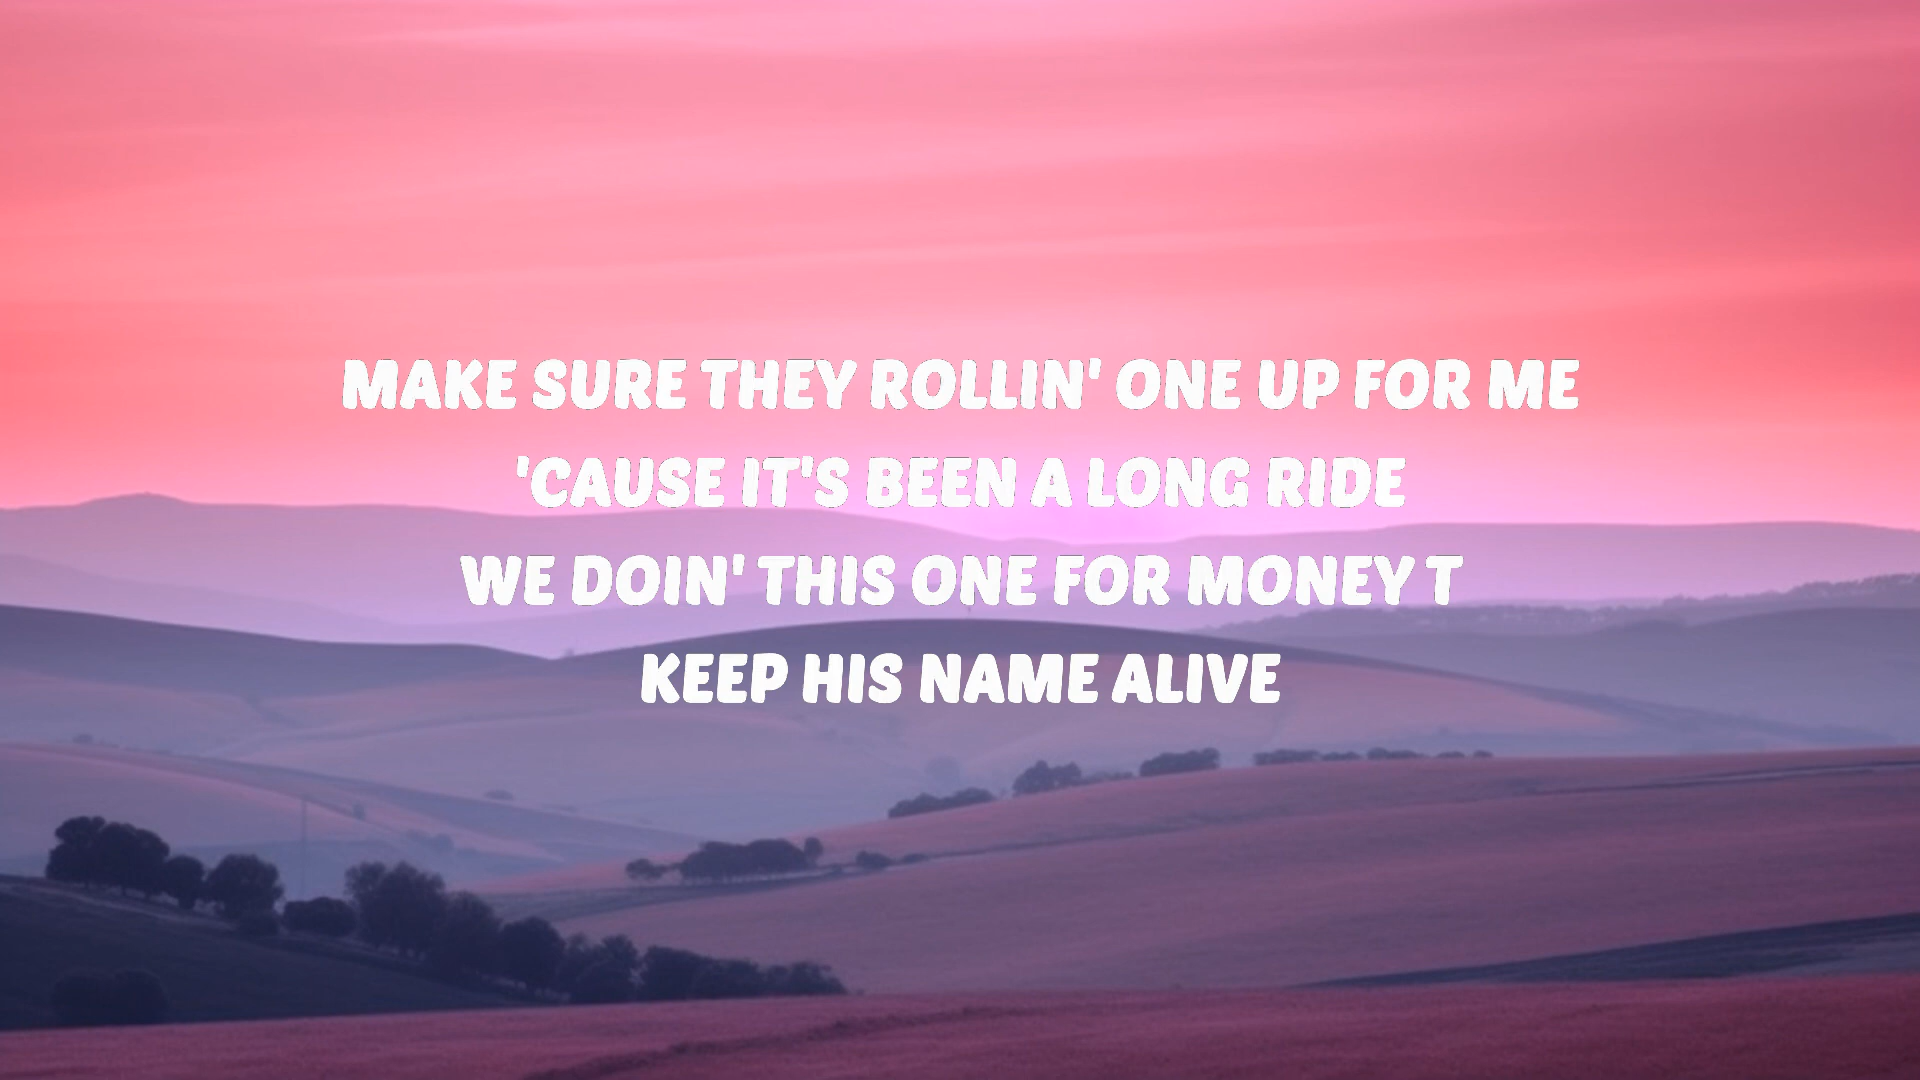 MAKE SURE THEY ROLLIN' ONE UP FOR ME
'CAUSE IT'S BEEN A LONG RIDE
WE DOIN' THIS ONE FOR MONEY T
KEEP HIS NAME ALIVE